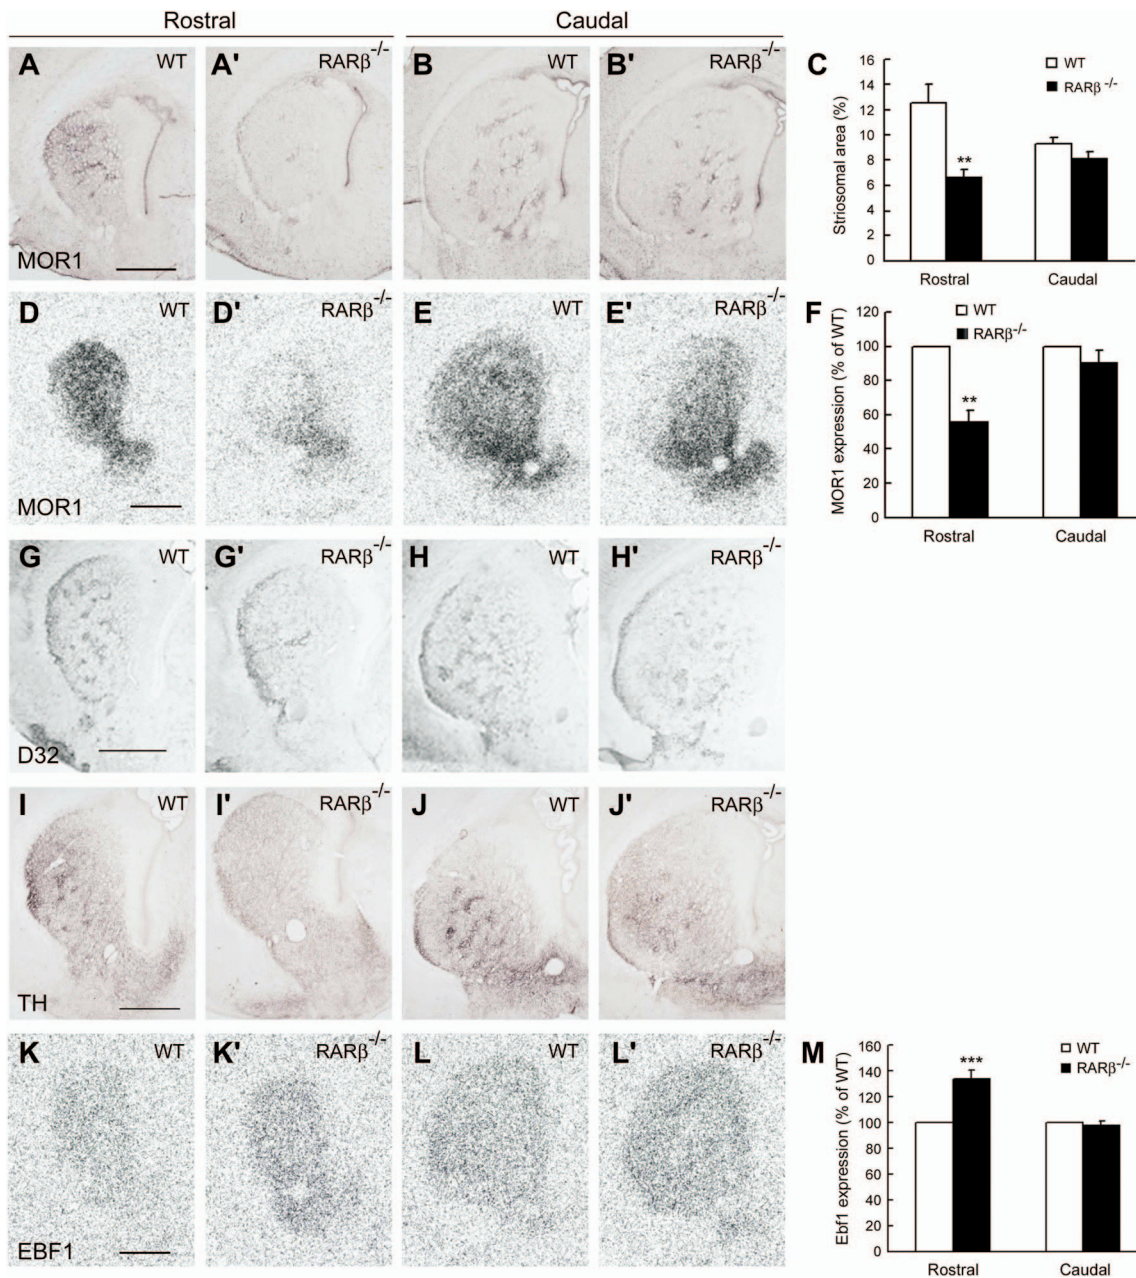 Rostral Caudal
A WT A' RARβ-/- B WT B' RARβ-/-
MOR1
C
16
14
12
10
8
6
4
2
0
Striosomal area (%)
WT
RARβ-/-
**
Rostral Caudal
D WT D' RARβ-/- E WT E' RARβ-/-
MOR1
F
120
100
80
60
40
20
0
MOR1 expression (% of WT)
WT
RARβ-/-
**
Rostral Caudal
G WT G' RARβ-/- H WT H' RARβ-/-
D32
I WT I' RARβ-/- J WT J' RARβ-/-
TH
K WT K' RARβ-/- L WT L' RARβ-/-
EBF1
M
160
140
120
100
80
60
40
20
0
Ebf1 expression (% of WT)
WT
RARβ-/-
***
Rostral Caudal